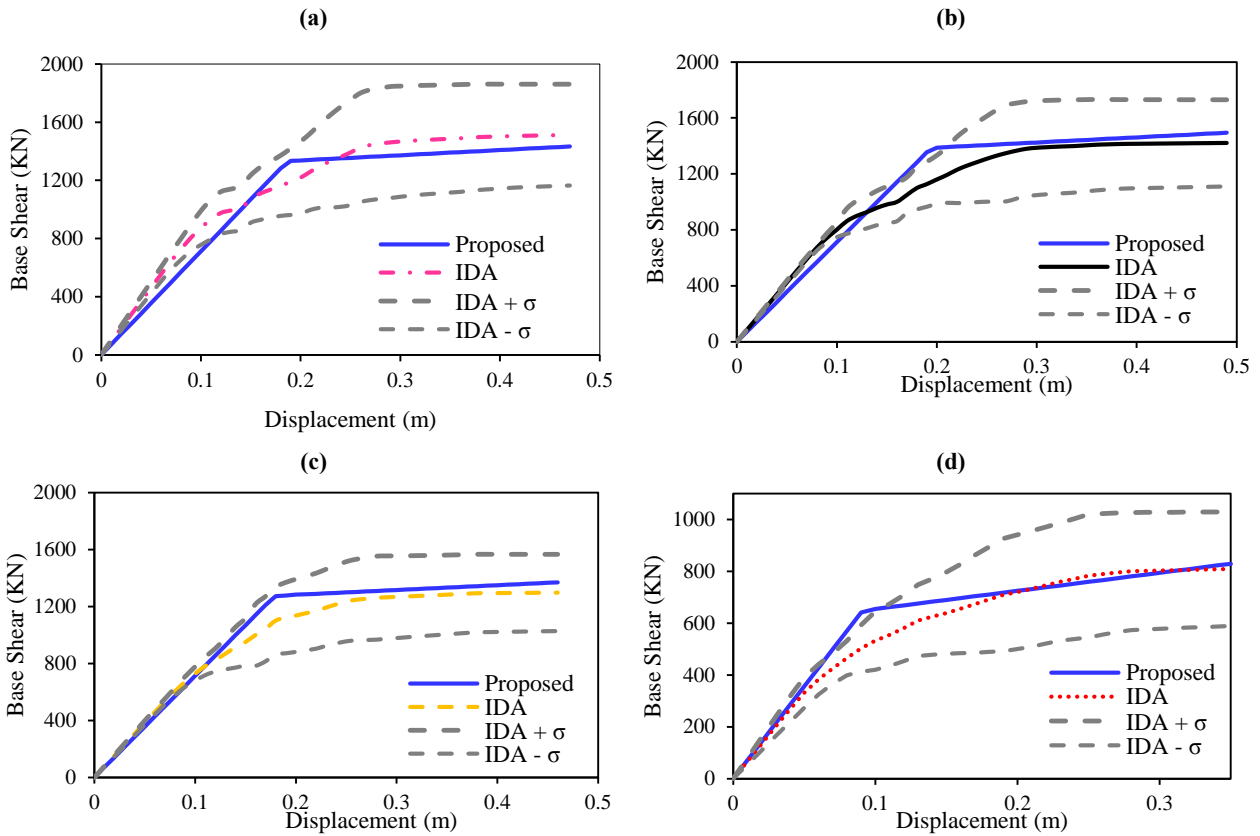 (a)
2000
1600
1200
800
400
0
Base Shear (KN)
Proposed
IDA
IDA + σ
IDA - σ
0 0.1 0.2 0.3 0.4 0.5
Displacement (m)
(b)
2000
1600
1200
800
400
0
Base Shear (KN)
Proposed
IDA
IDA + σ
IDA - σ
0 0.1 0.2 0.3 0.4 0.5
Displacement (m)
(c)
2000
1600
1200
800
400
0
Base Shear (KN)
Proposed
IDA
IDA + σ
IDA - σ
0 0.1 0.2 0.3 0.4 0.5
Displacement (m)
(d)
1000
800
600
400
200
0
Base Shear (KN)
Proposed
IDA
IDA + σ
IDA - σ
0 0.1 0.2 0.3
Displacement (m)